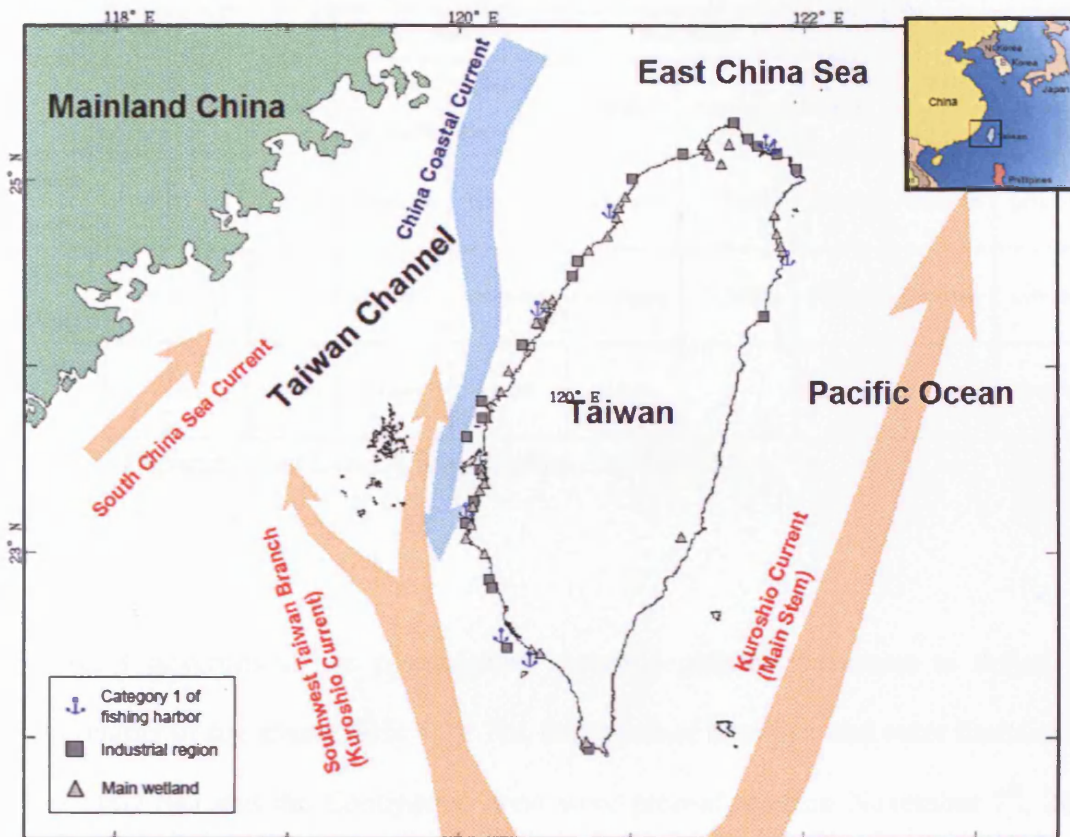 118° E
120° E
122° E
East China Sea
Mainland China
N. Korea
S. Korea
Japan
China
Taiwan
Philippines
25° N
China Coastal Current
Taiwan Channel
South China Sea Current
120° E
Taiwan
Pacific Ocean
23° N
Southwest Taiwan Branch
(Kuroshio Current)
Kuroshio Current
(Main Stem)
Category 1 of
fishing harbor
Industrial region
Main wetland